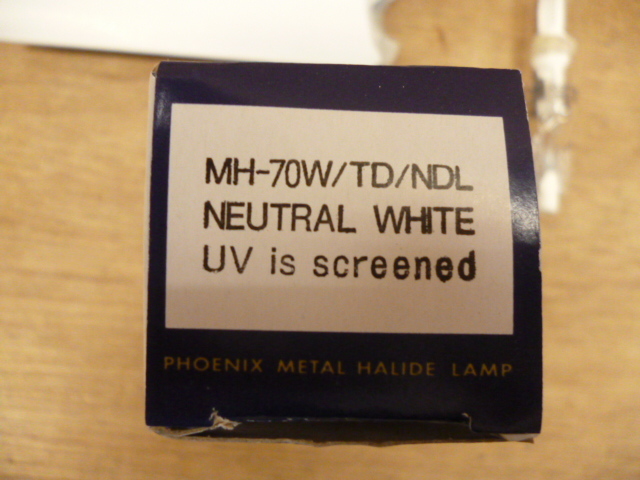 MH-70W/TD/NDL
NEUTRAL WHITE
UV is screened
PHOENIX METAL HALIDE LAMP